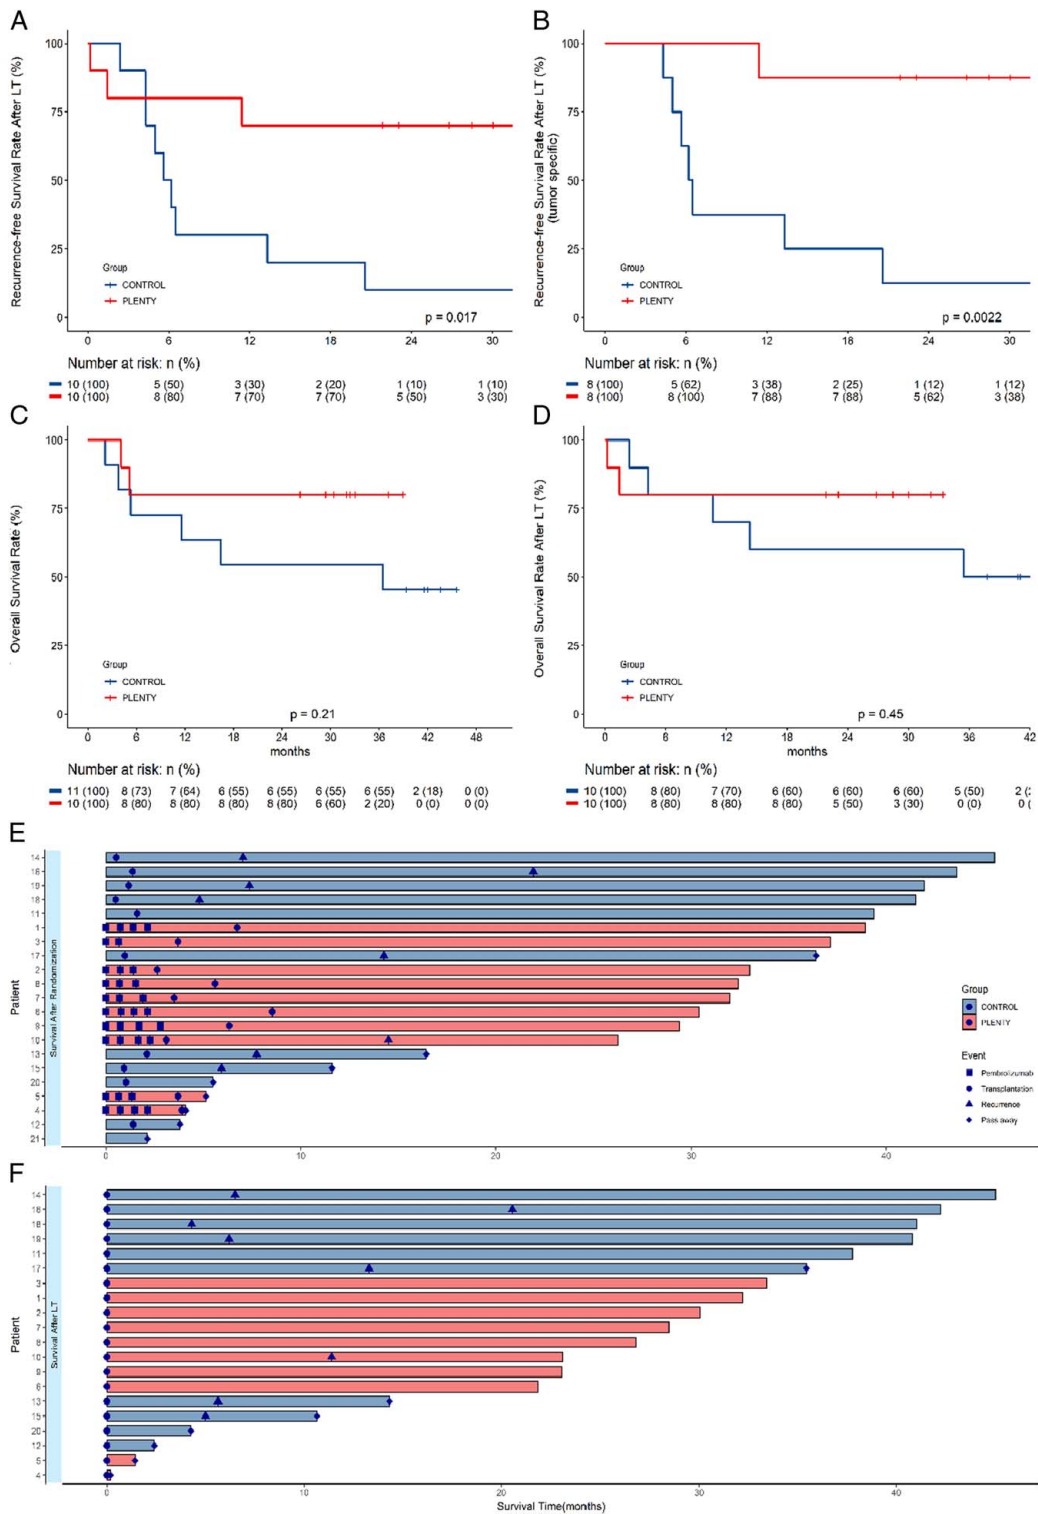 A
Recurrence-free Survival Rate After LT (%)
100
75
50
25
0
Group
CONTROL
PLENTY
p = 0.017
0 6 12 18 24 30
Number at risk: n (%)
10 (100) 5 (50) 3 (30) 2 (20) 1 (10) 1 (10)
10 (100) 8 (80) 7 (70) 7 (70) 5 (50) 3 (30)
B
Recurrence-free Survival Rate After LT (%)
(tumor specific)
100
75
50
25
0
Group
CONTROL
PLENTY
p = 0.0022
0 6 12 18 24 30
Number at risk: n (%)
8 (100) 5 (62) 3 (38) 2 (25) 1 (12) 1 (12)
8 (100) 8 (100) 7 (88) 7 (88) 5 (62) 3 (38)
C
Overall Survival Rate (%)
100
75
50
25
0
Group
CONTROL
PLENTY
p = 0.21
0 6 12 18 24 30 36 42 48
months
Number at risk: n (%)
11 (100) 8 (73) 7 (64) 6 (55) 6 (55) 6 (55) 6 (55) 2 (18) 0 (0)
10 (100) 8 (80) 8 (80) 8 (80) 8 (80) 6 (60) 2 (20) 0 (0) 0 (0)
D
Overall Survival Rate After LT (%)
100
75
50
25
0
Group
CONTROL
PLENTY
p = 0.45
0 6 12 18 24 30 36 42
months
Number at risk: n (%)
10 (100) 8 (80) 7 (70) 6 (60) 6 (60) 6 (60) 5 (50) 2 (
10 (100) 8 (80) 8 (80) 8 (80) 5 (50) 3 (30) 0 (0) 0 (
E
Patient
Survival After Randomization
14
16
19
18
11
1
3
17
2
8
7
6
9
10
13
15
20
5
4
12
21
0 10 20 30 40
Group
CONTROL
PLENTY
Event
Pembrolizumab
Transplantation
Recurrence
Pass away
F
Patient
Survival After LT
14
16
18
19
11
17
3
1
2
7
8
10
9
6
13
15
20
12
5
4
0 10 20 30 40
Survival Time(months)